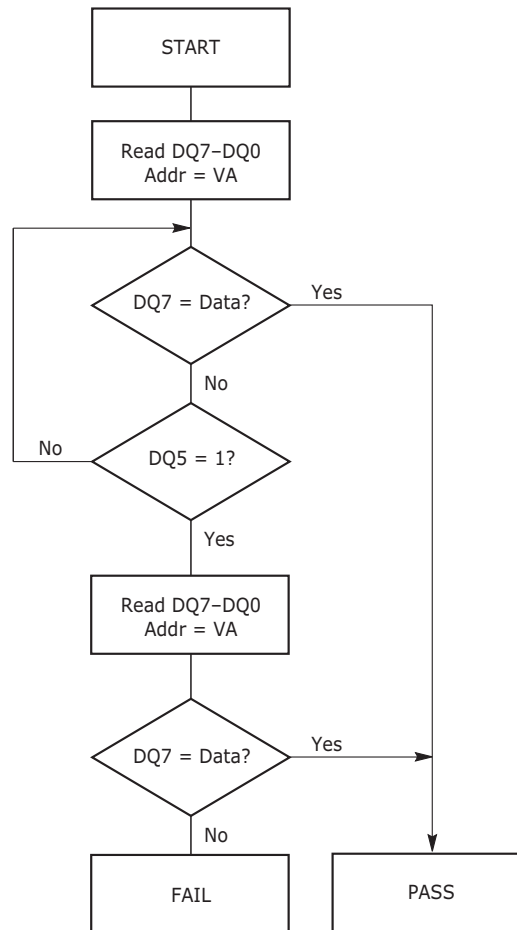 START
Read DQ7–DQ0
Addr = VA
DQ7 = Data?
Yes
No
No
DQ5 = 1?
Yes
Read DQ7–DQ0
Addr = VA
DQ7 = Data?
Yes
No
FAIL
PASS